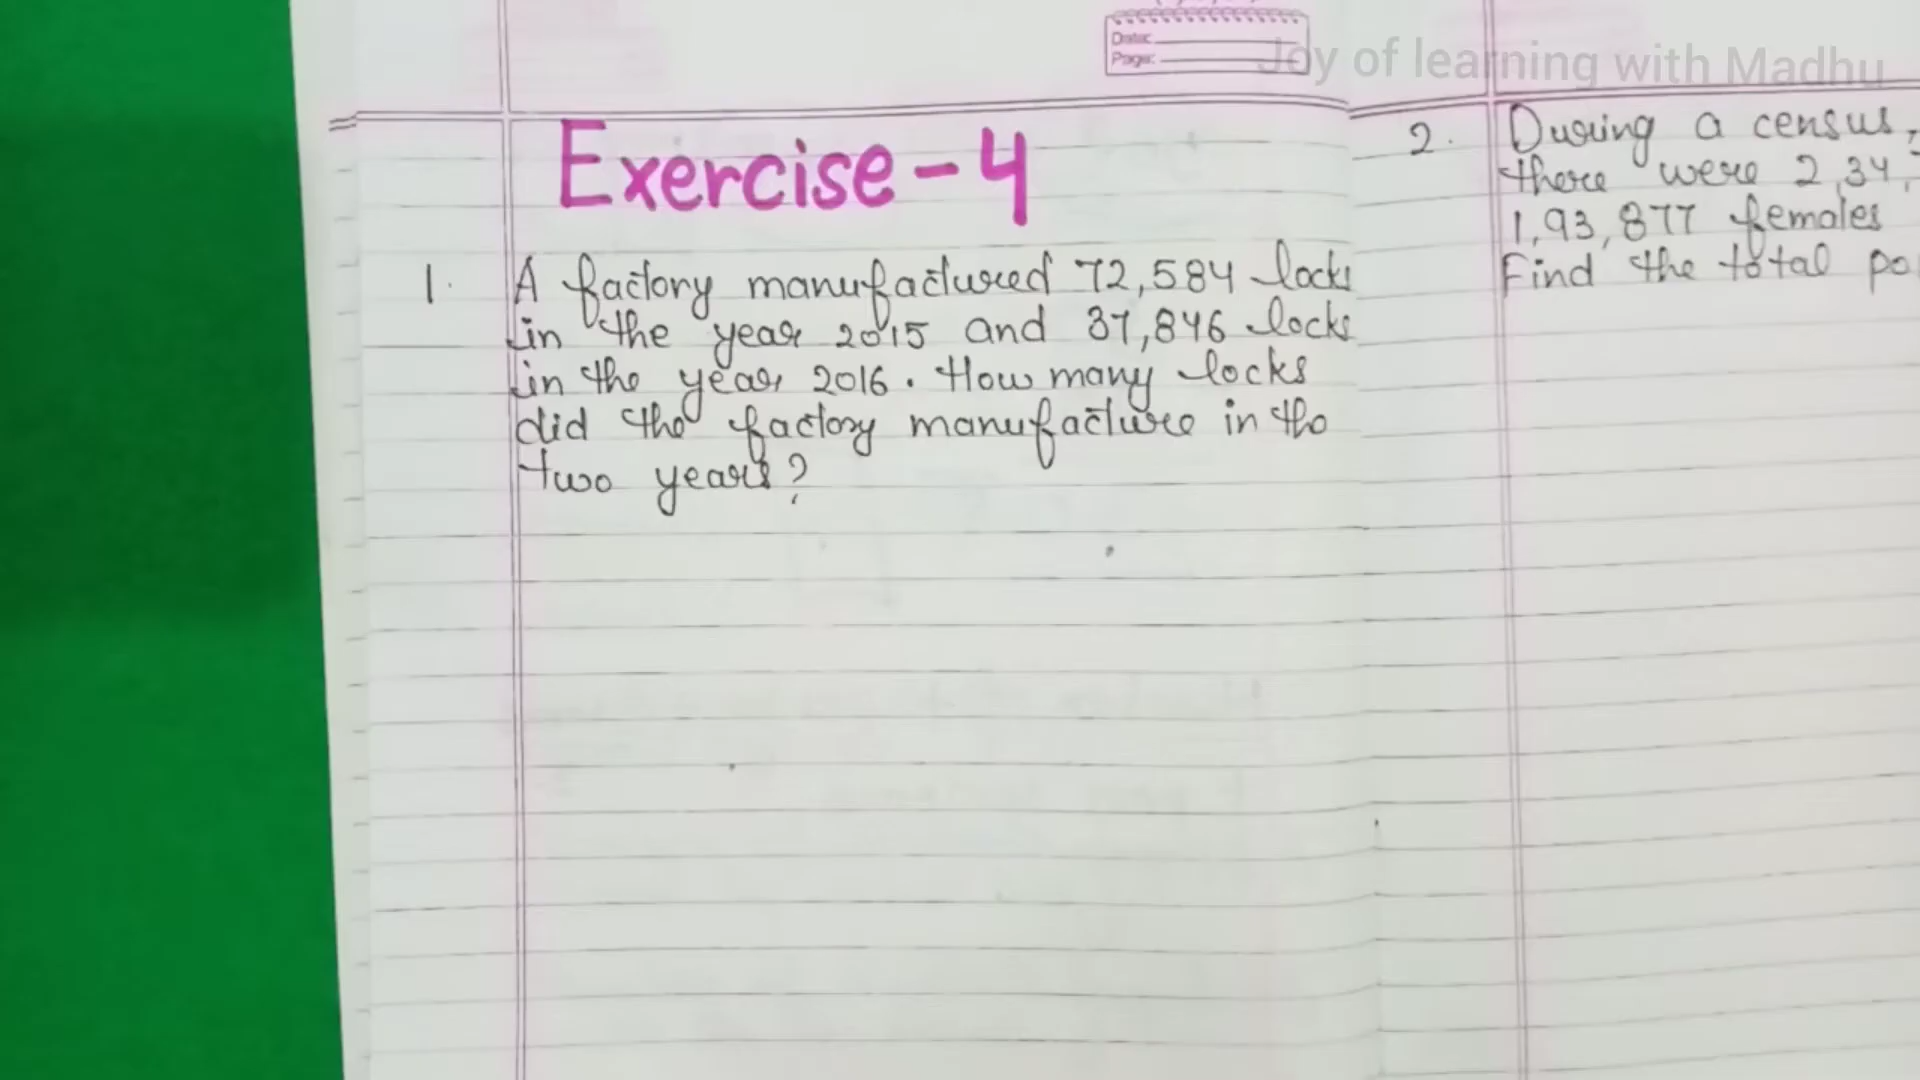 Date:
Page:
Joy of learning with Madhu
Exercise-4
1. A factory manufactured 72,584 locks
in the year 2015 and 37,846 locks
in the year 2016. How many locks
did the factory manufacture in the
two years?
2. During a census,
there were 2,34,
1,93,877 females
Find the total po